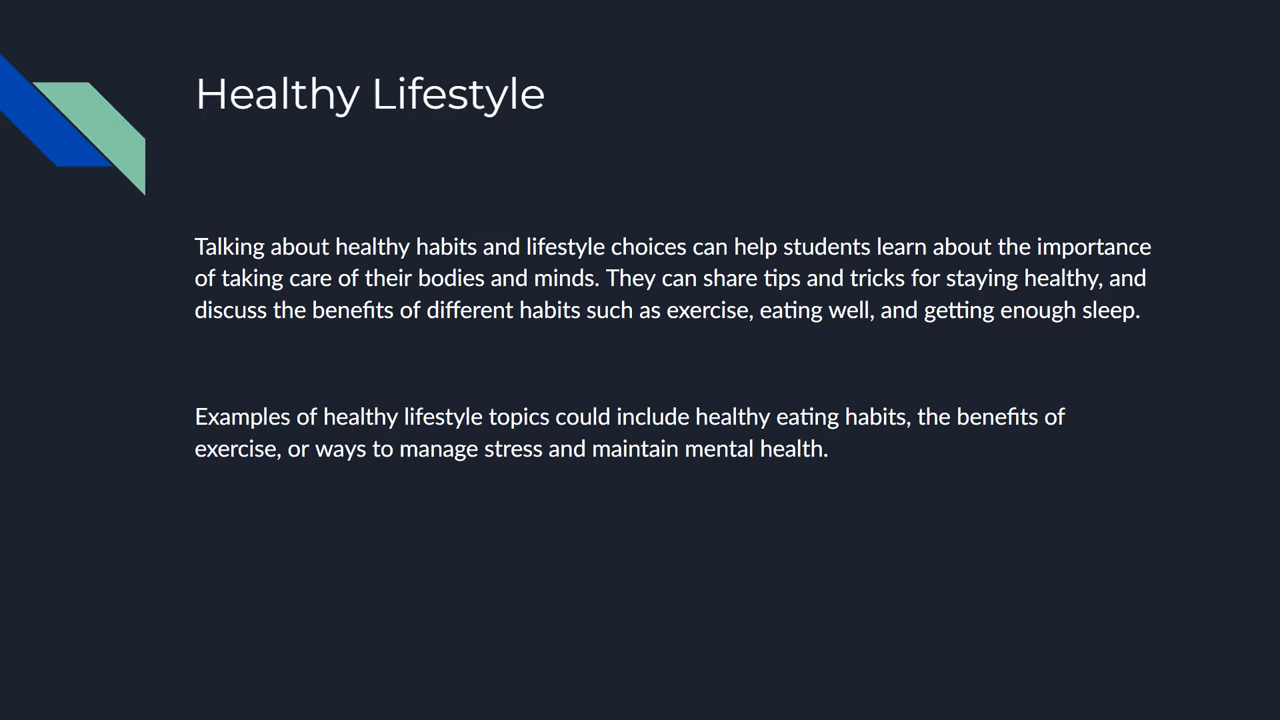 Healthy Lifestyle
Talking about healthy habits and lifestyle choices can help students learn about the importance
of taking care of their bodies and minds. They can share tips and tricks for staying healthy, and
discuss the benefits of different habits such as exercise, eating well, and getting enough sleep.
Examples of healthy lifestyle topics could include healthy eating habits, the benefits of
exercise, or ways to manage stress and maintain mental health.